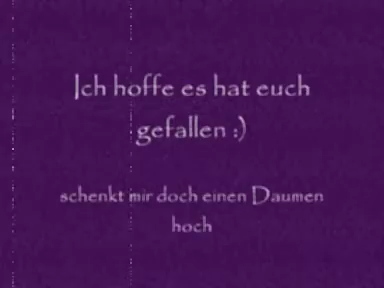 Ich hoffe es hat euch
gefallen :)
schenkt mir doch einen Daumen
hoch